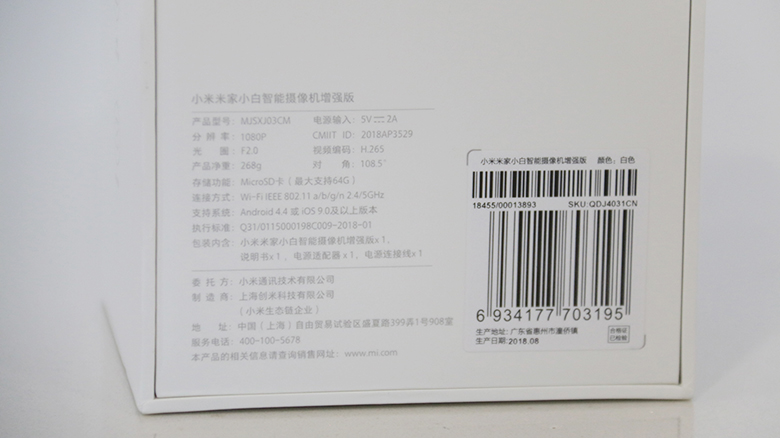 小米米家小白智能摄像机增强版
产品型号: MJSXJ03CM 电源输入: 5V⎓2A
分辨率: 1080P CMIIT ID: 2018AP3529
光圈: F2.0 视频编码: H.265
产品净重: 268g 对角: 108.5°
存储功能: MicroSD卡（最大支持64G）
连接方式: Wi-Fi IEEE 802.11 a/b/g/n 2.4/5GHz
支持系统: Android 4.4 或 iOS 9.0及以上版本
执行标准: Q31/0115000198C009-2018-01
包装内含: 小米米家小白智能摄像机增强版x 1，
说明书x 1，电源适配器 x 1，电源连接线x 1
委托方: 小米通讯技术有限公司
制造商: 上海创米科技有限公司
（小米生态链企业）
地址: 中国（上海）自由贸易试验区盛夏路399弄1号908室
服务电话: 400-100-5678
本产品的相关信息请查询销售网址: www.mi.com
小米米家小白智能摄像机增强版 颜色: 白色
18455/00013893 SKU: QDJ4031CN
6 934177 703195
生产地址: 广东省惠州市潼侨镇
生产日期: 2018.08
合格证
已检验